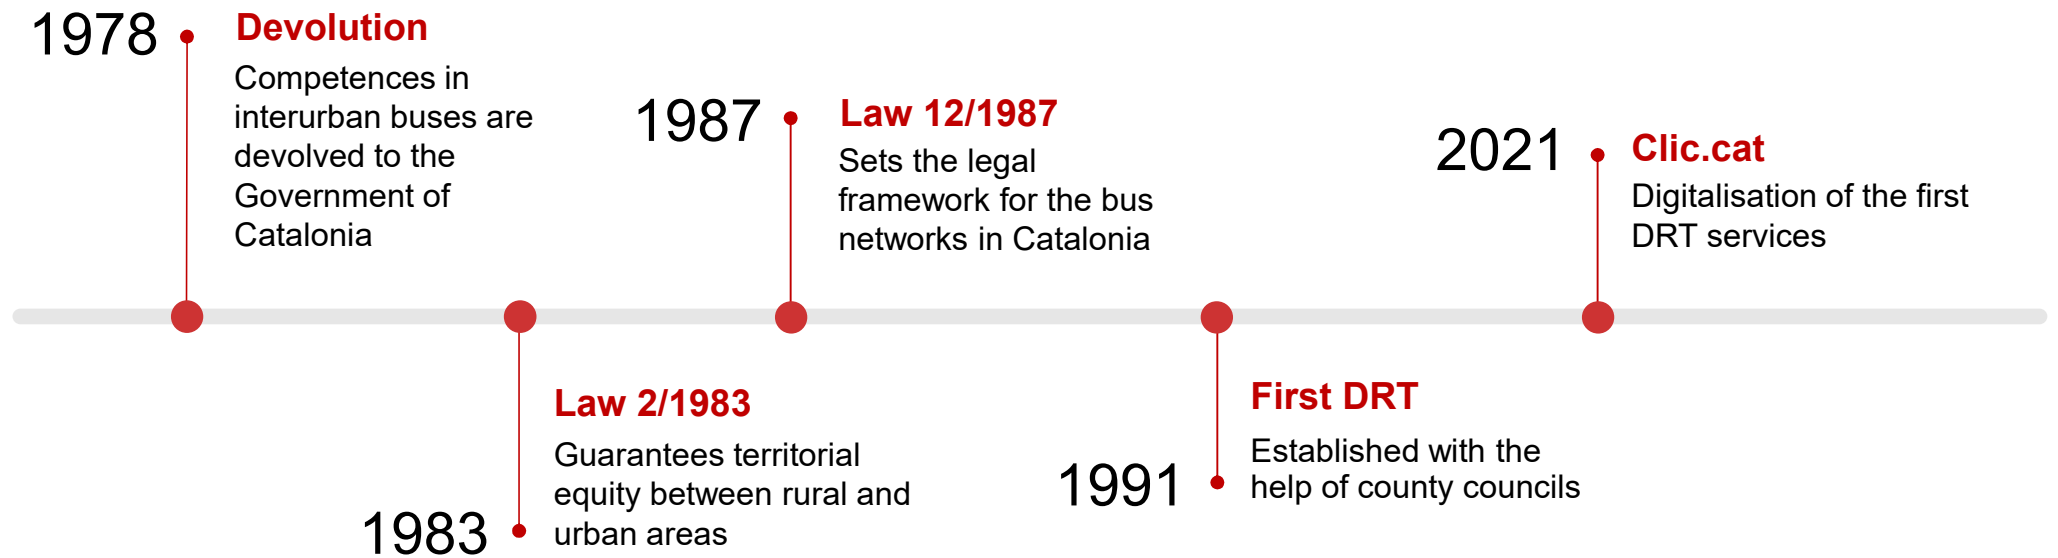 1978
Devolution
Competences in
interurban buses are
devolved to the
Government of
Catalonia
1983
Law 2/1983
Guarantees territorial
equity between rural and
urban areas
1987
Law 12/1987
Sets the legal
framework for the bus
networks in Catalonia
1991
First DRT
Established with the
help of county councils
2021
Clic.cat
Digitalisation of the first
DRT services